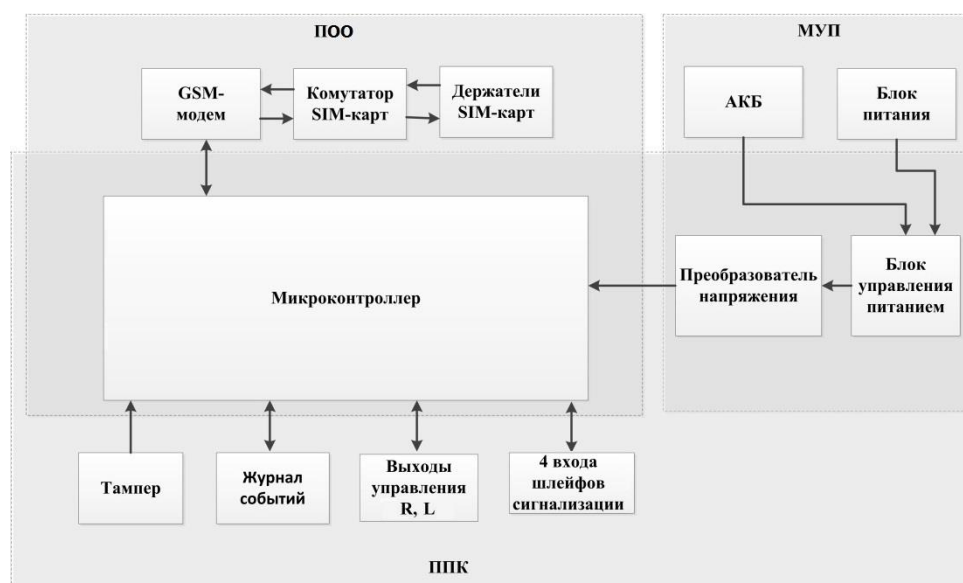 ПОО
МУП
GSM-
модем
Комутатор
SIM-карт
Держатели
SIM-карт
АКБ
Блок
питания
Микроконтроллер
Преобразователь
напряжения
Блок
управления
питанием
Тампер
Журнал
событий
Выходы
управления
R, L
4 входа
шлейфов
сигнализации
ППК